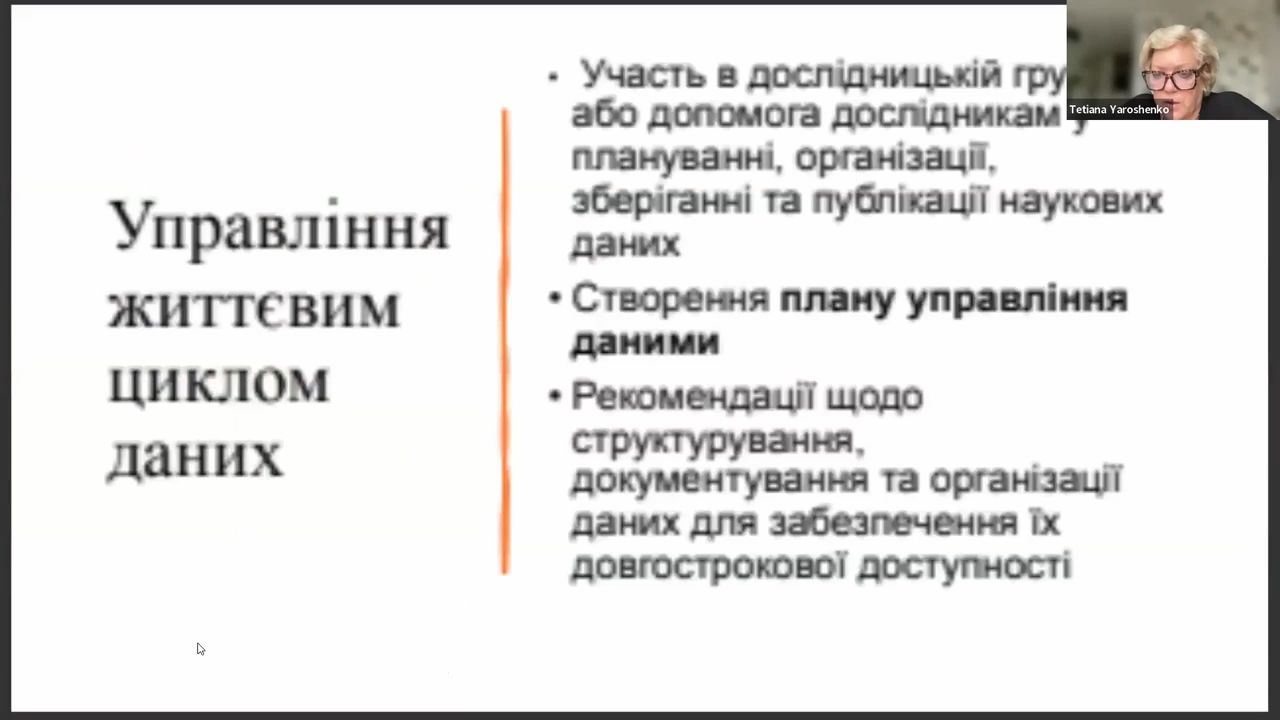 Управління
життєвим
циклом
даних
• Участь в дослідницькій гру
або допомога дослідникам у
плануванні, організації,
зберіганні та публікації наукових
даних
• Створення плану управління
даними
• Рекомендації щодо
структурування,
документування та організації
даних для забезпечення їх
довгострокової доступності
Tetiana Yaroshenko